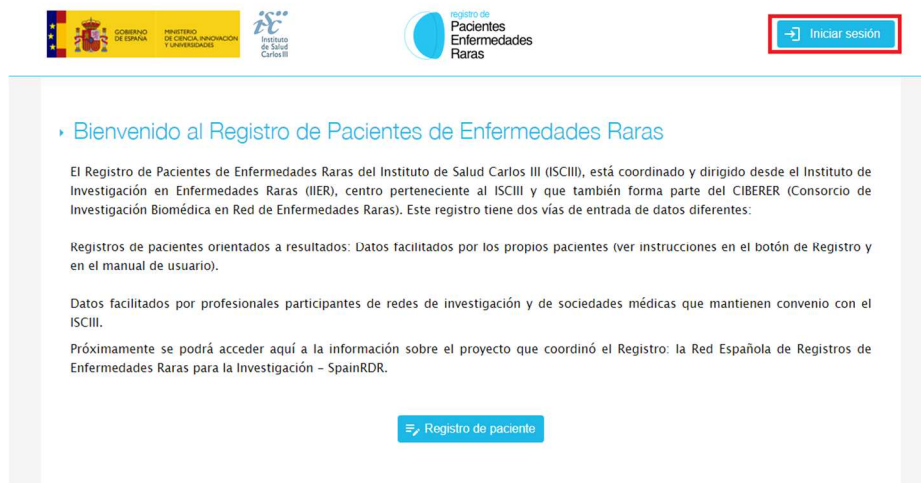 GOBIERNO
DE ESPAÑA
MINISTERIO
DE CIENCIA, INNOVACIÓN
Y UNIVERSIDADES
Instituto
de Salud
Carlos III
registro de
Pacientes
Enfermedades
Raras
Iniciar sesión
Bienvenido al Registro de Pacientes de Enfermedades Raras
El Registro de Pacientes de Enfermedades Raras del Instituto de Salud Carlos III (ISCIII), está coordinado y dirigido desde el Instituto de
Investigación en Enfermedades Raras (IIER), centro perteneciente al ISCIII y que también forma parte del CIBERER (Consorcio de
Investigación Biomédica en Red de Enfermedades Raras). Este registro tiene dos vías de entrada de datos diferentes:
Registros de pacientes orientados a resultados: Datos facilitados por los propios pacientes (ver instrucciones en el botón de Registro y
en el manual de usuario).
Datos facilitados por profesionales participantes de redes de investigación y de sociedades médicas que mantienen convenio con el
ISCIII.
Próximamente se podrá acceder aquí a la información sobre el proyecto que coordinó el Registro: la Red Española de Registros de
Enfermedades Raras para la Investigación – SpainRDR.
Registro de paciente